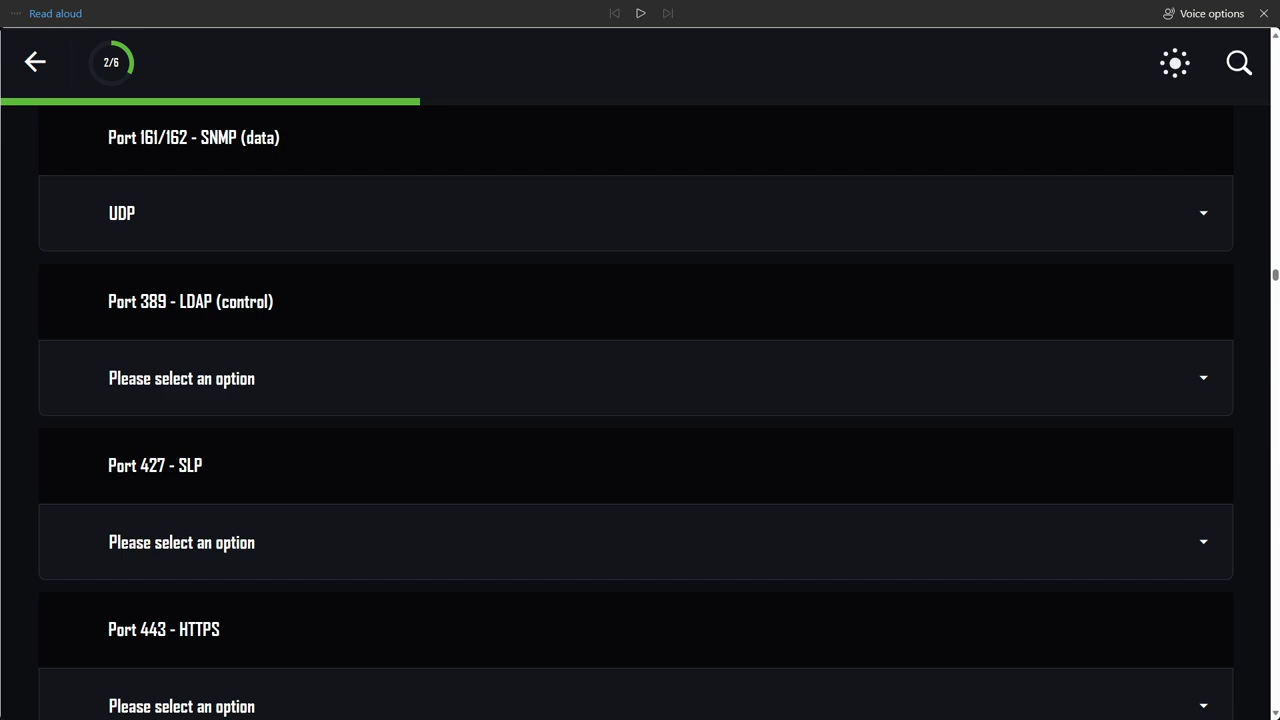 Read aloud
Voice options
2/6
Port 161/162 - SNMP (data)
UDP
Port 389 - LDAP (control)
Please select an option
Port 427 - SLP
Please select an option
Port 443 - HTTPS
Please select an option